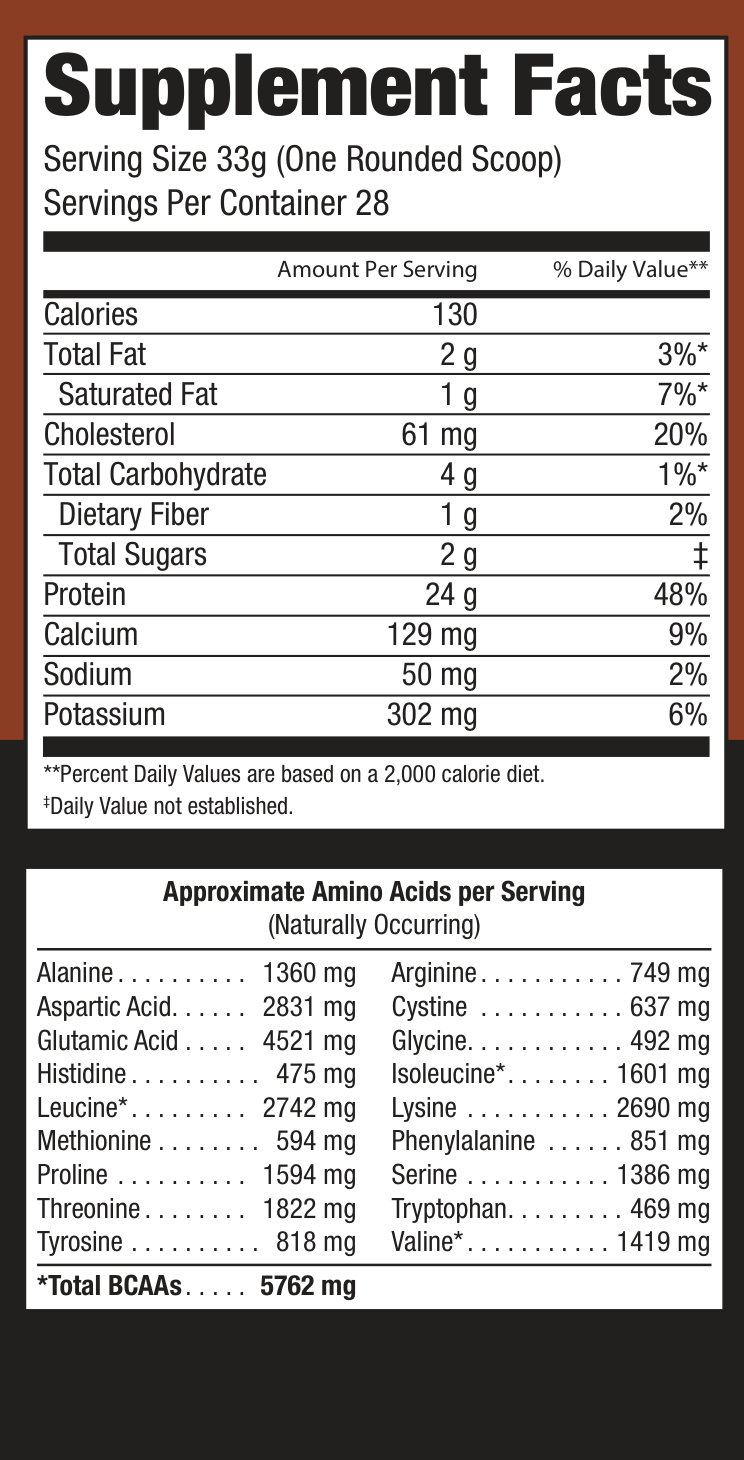 Supplement Facts
Serving Size 33g (One Rounded Scoop)
Servings Per Container 28
Amount Per Serving % Daily Value**
Calories 130
Total Fat 2 g 3%*
Saturated Fat 1 g 7%*
Cholesterol 61 mg 20%
Total Carbohydrate 4 g 1%*
Dietary Fiber 1 g 2%
Total Sugars 2 g ‡
Protein 24 g 48%
Calcium 129 mg 9%
Sodium 50 mg 2%
Potassium 302 mg 6%
**Percent Daily Values are based on a 2,000 calorie diet.
‡Daily Value not established.
Approximate Amino Acids per Serving
(Naturally Occurring)
Alanine . . . . . . . . . . 1360 mg Arginine . . . . . . . . . . . 749 mg
Aspartic Acid. . . . . . 2831 mg Cystine . . . . . . . . . . . 637 mg
Glutamic Acid . . . . . 4521 mg Glycine. . . . . . . . . . . . 492 mg
Histidine . . . . . . . . . . 475 mg Isoleucine*. . . . . . . . 1601 mg
Leucine* . . . . . . . . . 2742 mg Lysine . . . . . . . . . . . 2690 mg
Methionine . . . . . . . . 594 mg Phenylalanine . . . . . . 851 mg
Proline . . . . . . . . . . 1594 mg Serine . . . . . . . . . . . 1386 mg
Threonine . . . . . . . . 1822 mg Tryptophan. . . . . . . . . 469 mg
Tyrosine . . . . . . . . . . 818 mg Valine* . . . . . . . . . . . 1419 mg
*Total BCAAs . . . . . 5762 mg